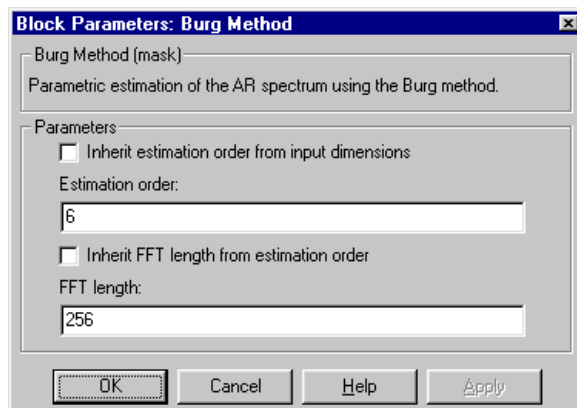 Block Parameters: Burg Method
Burg Method (mask)
Parametric estimation of the AR spectrum using the Burg method.
Parameters
Inherit estimation order from input dimensions
Estimation order:
6
Inherit FFT length from estimation order
FFT length:
256
OK Cancel Help Apply